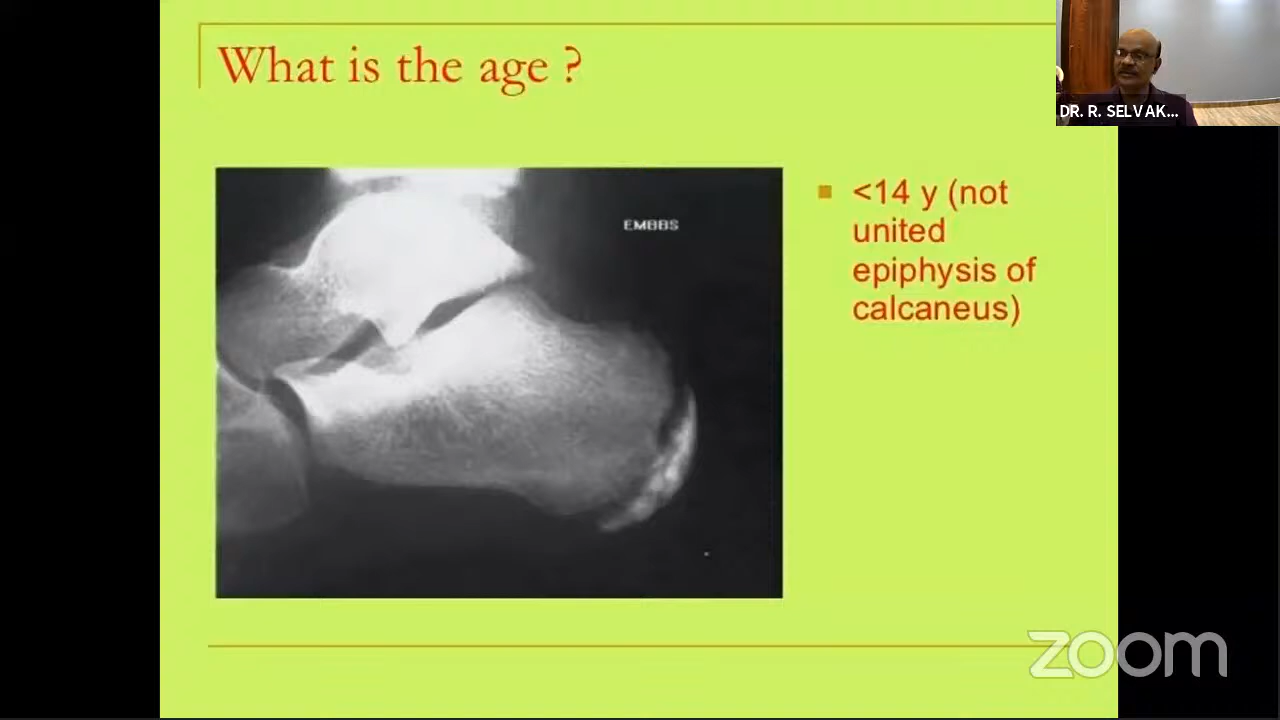 What is the age ?
DR. R. SELVAK...
EMBBS
<14 y (not
united
epiphysis of
calcaneus)
zoom